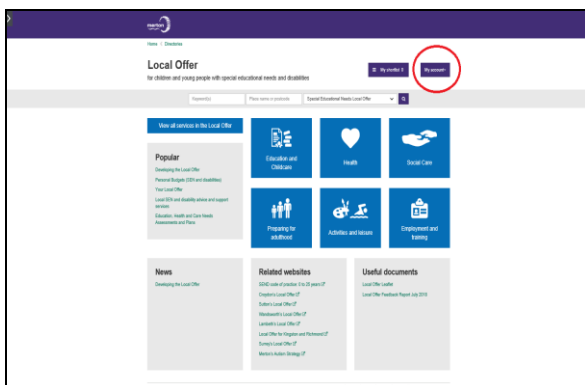 merton
Home / Directories
Local Offer
for children and young people with special educational needs and disabilities
My shortlist 0
My account
Keyword(s)
Place name or postcode
Special Educational Needs Local Offer
View all services in the Local Offer
Popular
Developing the Local Offer
Personal Budgets (SEN and disabilities)
Your Local Offer
Local SEN and disability advice and support
services
Education, Health and Care Needs
Assessments and Plans
Education and
Childcare
Health
Social Care
Preparing for
adulthood
Activities and leisure
Employment and
training
News
Developing the Local Offer
Related websites
SEND code of practice: 0 to 25 years
Croydon's Local Offer
Sutton's Local Offer
Wandsworth's Local Offer
Lambeth's Local Offer
Local Offer for Kingston and Richmond
Surrey's Local Offer
Merton's Autism Strategy
Useful documents
Local Offer Leaflet
Local Offer Feedback Report July 2019